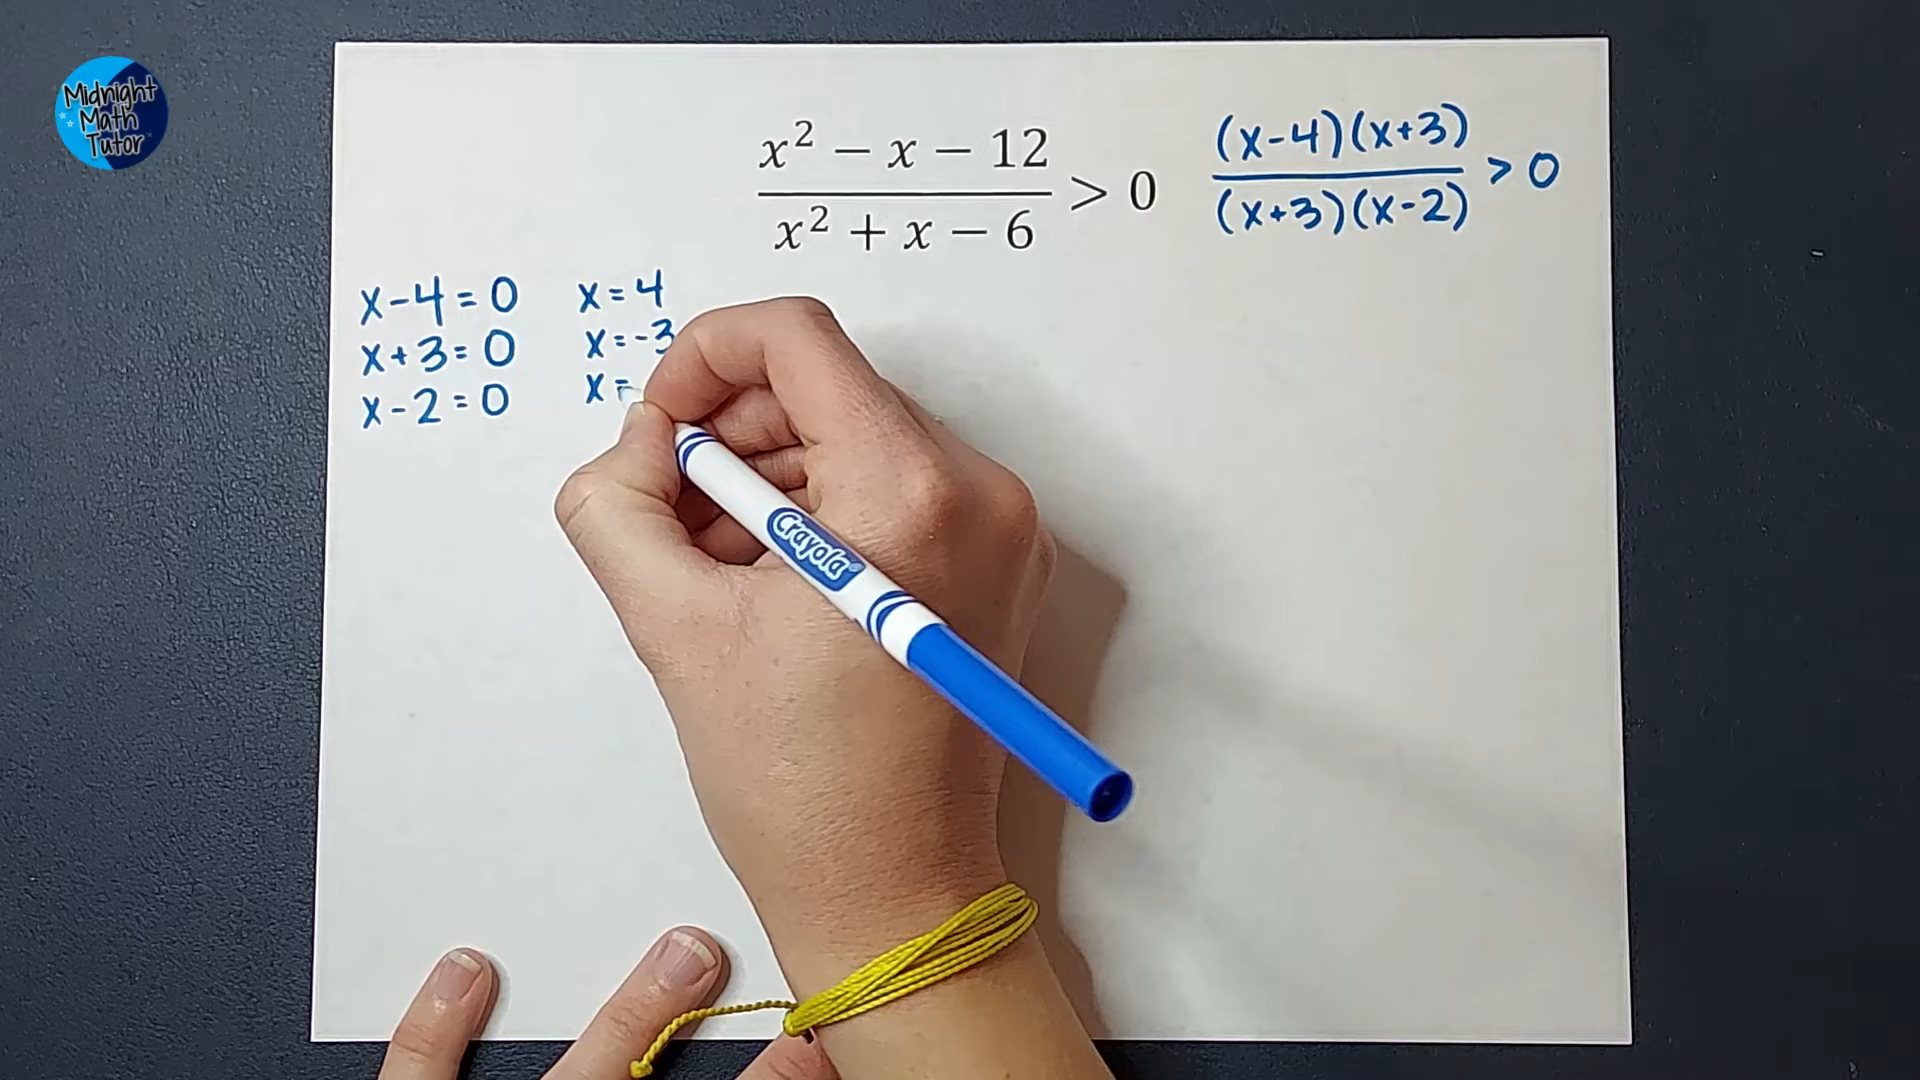 Midnight
Math
Tutor
x² − x − 12
x² + x − 6
> 0
(x-4)(x+3)
(x+3)(x-2)
> 0
x-4=0 x=4
x+3=0 x=-3
x-2=0 x=
Crayola